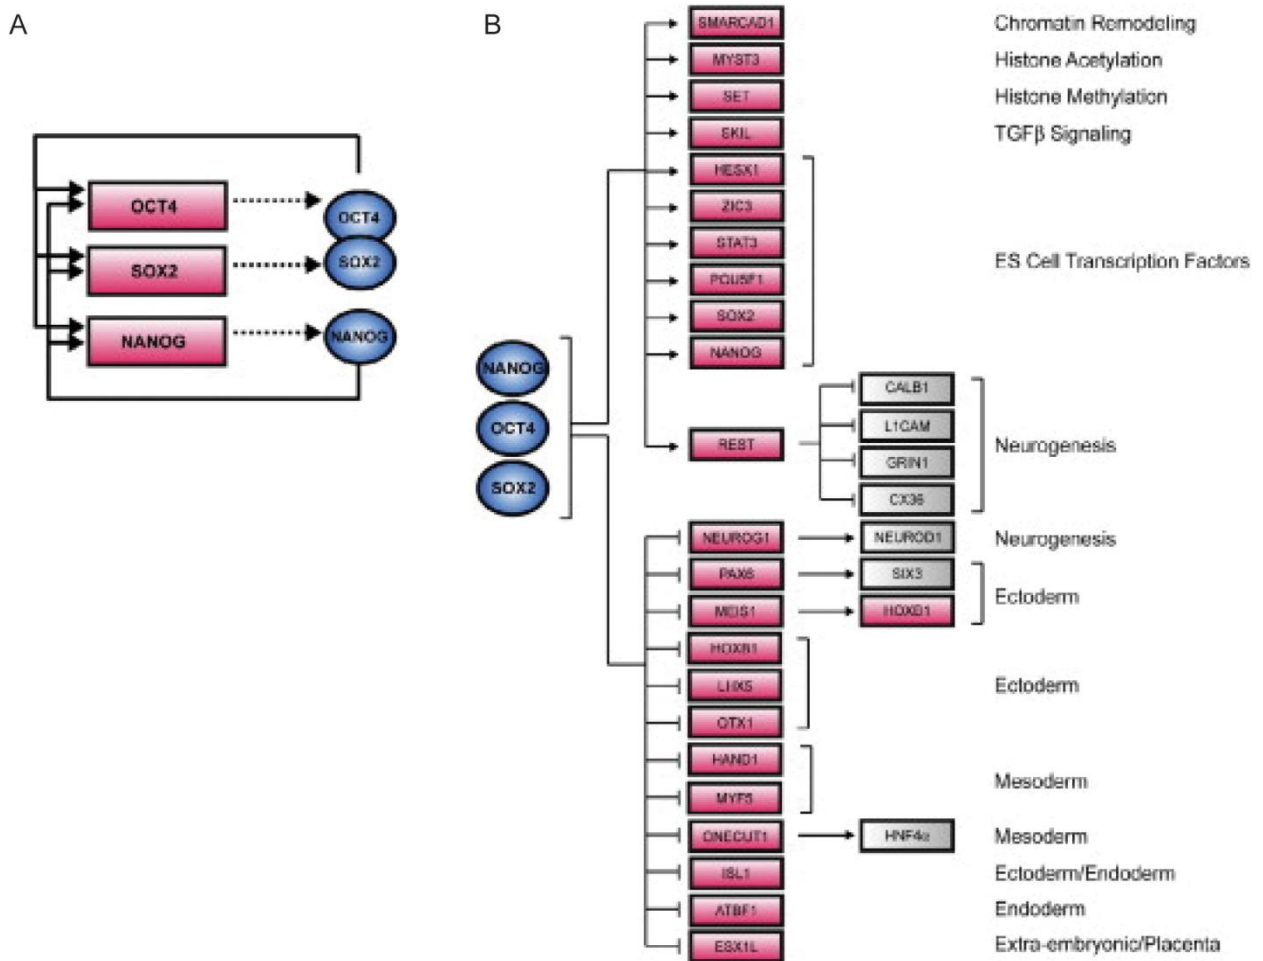 A
B
OCT4
OCT4
SOX2
SOX2
NANOG
NANOG
NANOG
OCT4
SOX2
SMARCAD1 Chromatin Remodeling
MYST3 Histone Acetylation
SET Histone Methylation
SKIL TGFβ Signaling
HESX1
ZIC3
STAT3
ES Cell Transcription Factors
POU5F1
SOX2
NANOG
CALB1
L1CAM
REST Neurogenesis
GRIN1
CX36
NEUROG1 NEUROD1 Neurogenesis
PAX6 SIX3
Ectoderm
MEIS1 HOXB1
HOXB1
LHX5 Ectoderm
OTX1
HAND1
Mesoderm
MYF5
ONECUT1 HNF4α Mesoderm
ISL1 Ectoderm/Endoderm
ATBF1 Endoderm
ESX1L Extra-embryonic/Placenta